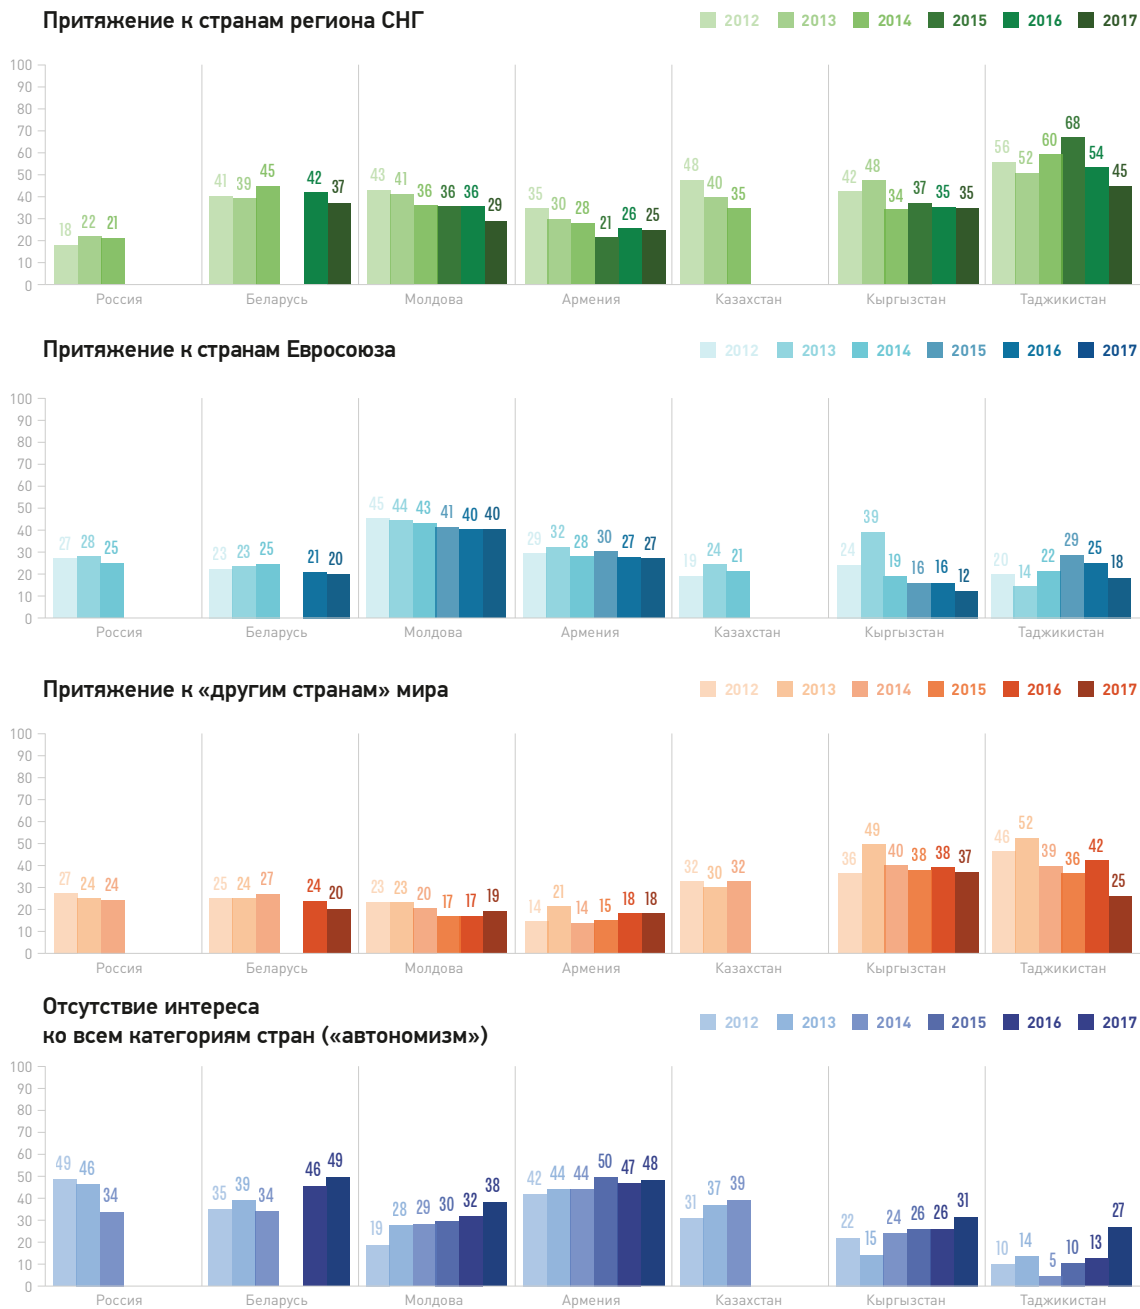 Притяжение к странам региона СНГ
2012 2013 2014 2015 2016 2017
100
90
80
70
60
50
40
30
20
10
0
18 22 21
41 39 45 42 37
43 41 36 36 36 29
35 30 28 21 26 25
48 40 35
42 48 34 37 35 35
56 52 60 68 54 45
Россия Беларусь Молдова Армения Казахстан Кыргызстан Таджикистан
Притяжение к странам Евросоюза
2012 2013 2014 2015 2016 2017
100
90
80
70
60
50
40
30
20
10
0
27 28 25
23 23 25 21 20
45 44 43 41 40 40
29 32 28 30 27 27
19 24 21
24 39 19 16 16 12
20 14 22 29 25 18
Россия Беларусь Молдова Армения Казахстан Кыргызстан Таджикистан
Притяжение к «другим странам» мира
2012 2013 2014 2015 2016 2017
100
90
80
70
60
50
40
30
20
10
0
27 24 24
25 24 27 24 20
23 23 20 17 17 19
14 21 14 15 18 18
32 30 32
36 49 40 38 38 37
46 52 39 36 42 25
Россия Беларусь Молдова Армения Казахстан Кыргызстан Таджикистан
Отсутствие интереса
ко всем категориям стран («автономизм»)
2012 2013 2014 2015 2016 2017
100
90
80
70
60
50
40
30
20
10
0
49 46 34
35 39 34 46 49
19 28 29 30 32 38
42 44 44 50 47 48
31 37 39
22 15 24 26 26 31
10 14 5 10 13 27
Россия Беларусь Молдова Армения Казахстан Кыргызстан Таджикистан